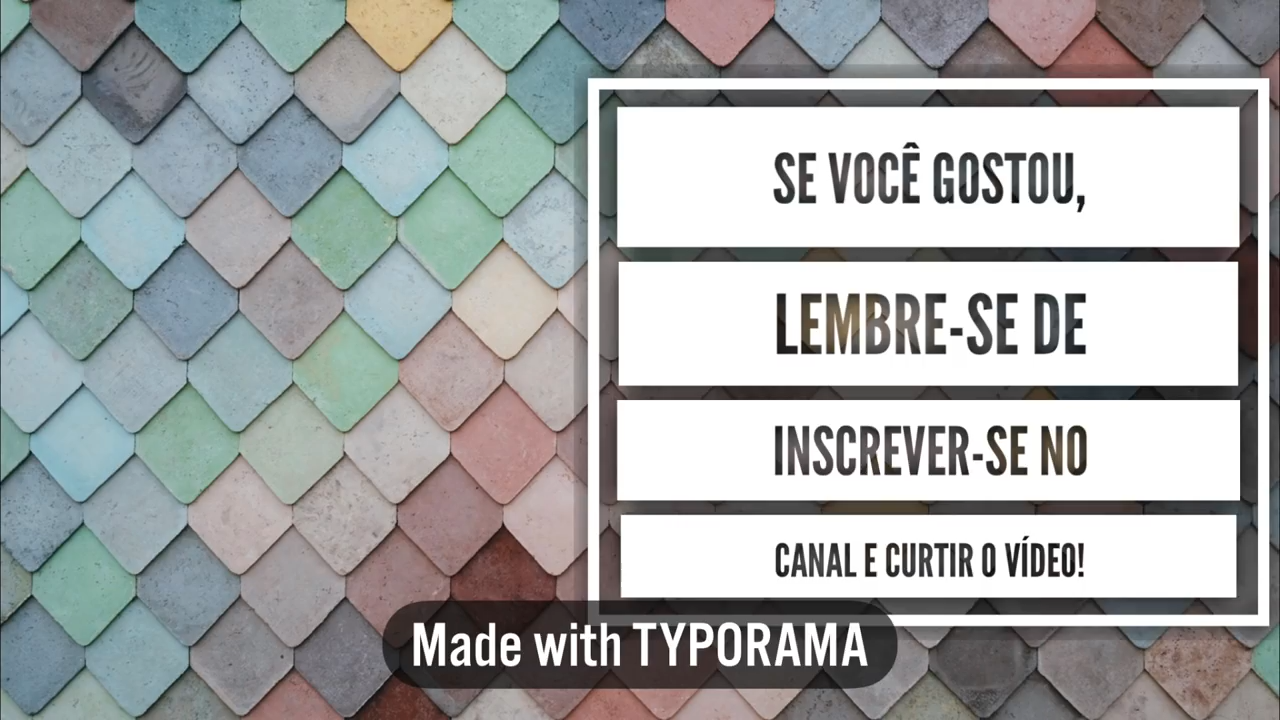 SE VOCÊ GOSTOU,
LEMBRE-SE DE
INSCREVER-SE NO
CANAL E CURTIR O VÍDEO!
Made with TYPORAMA